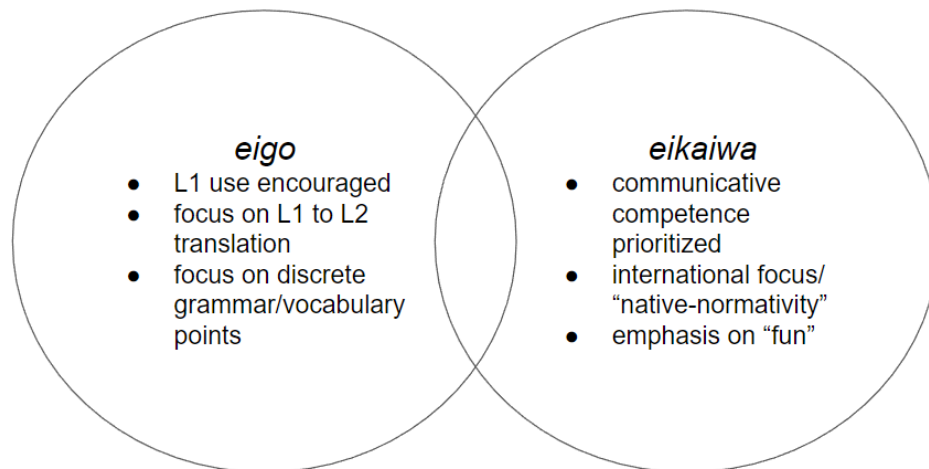 eigo
● L1 use encouraged
● focus on L1 to L2
translation
● focus on discrete
grammar/vocabulary
points
eikaiwa
● communicative
competence
prioritized
● international focus/
“native-normativity”
● emphasis on “fun”